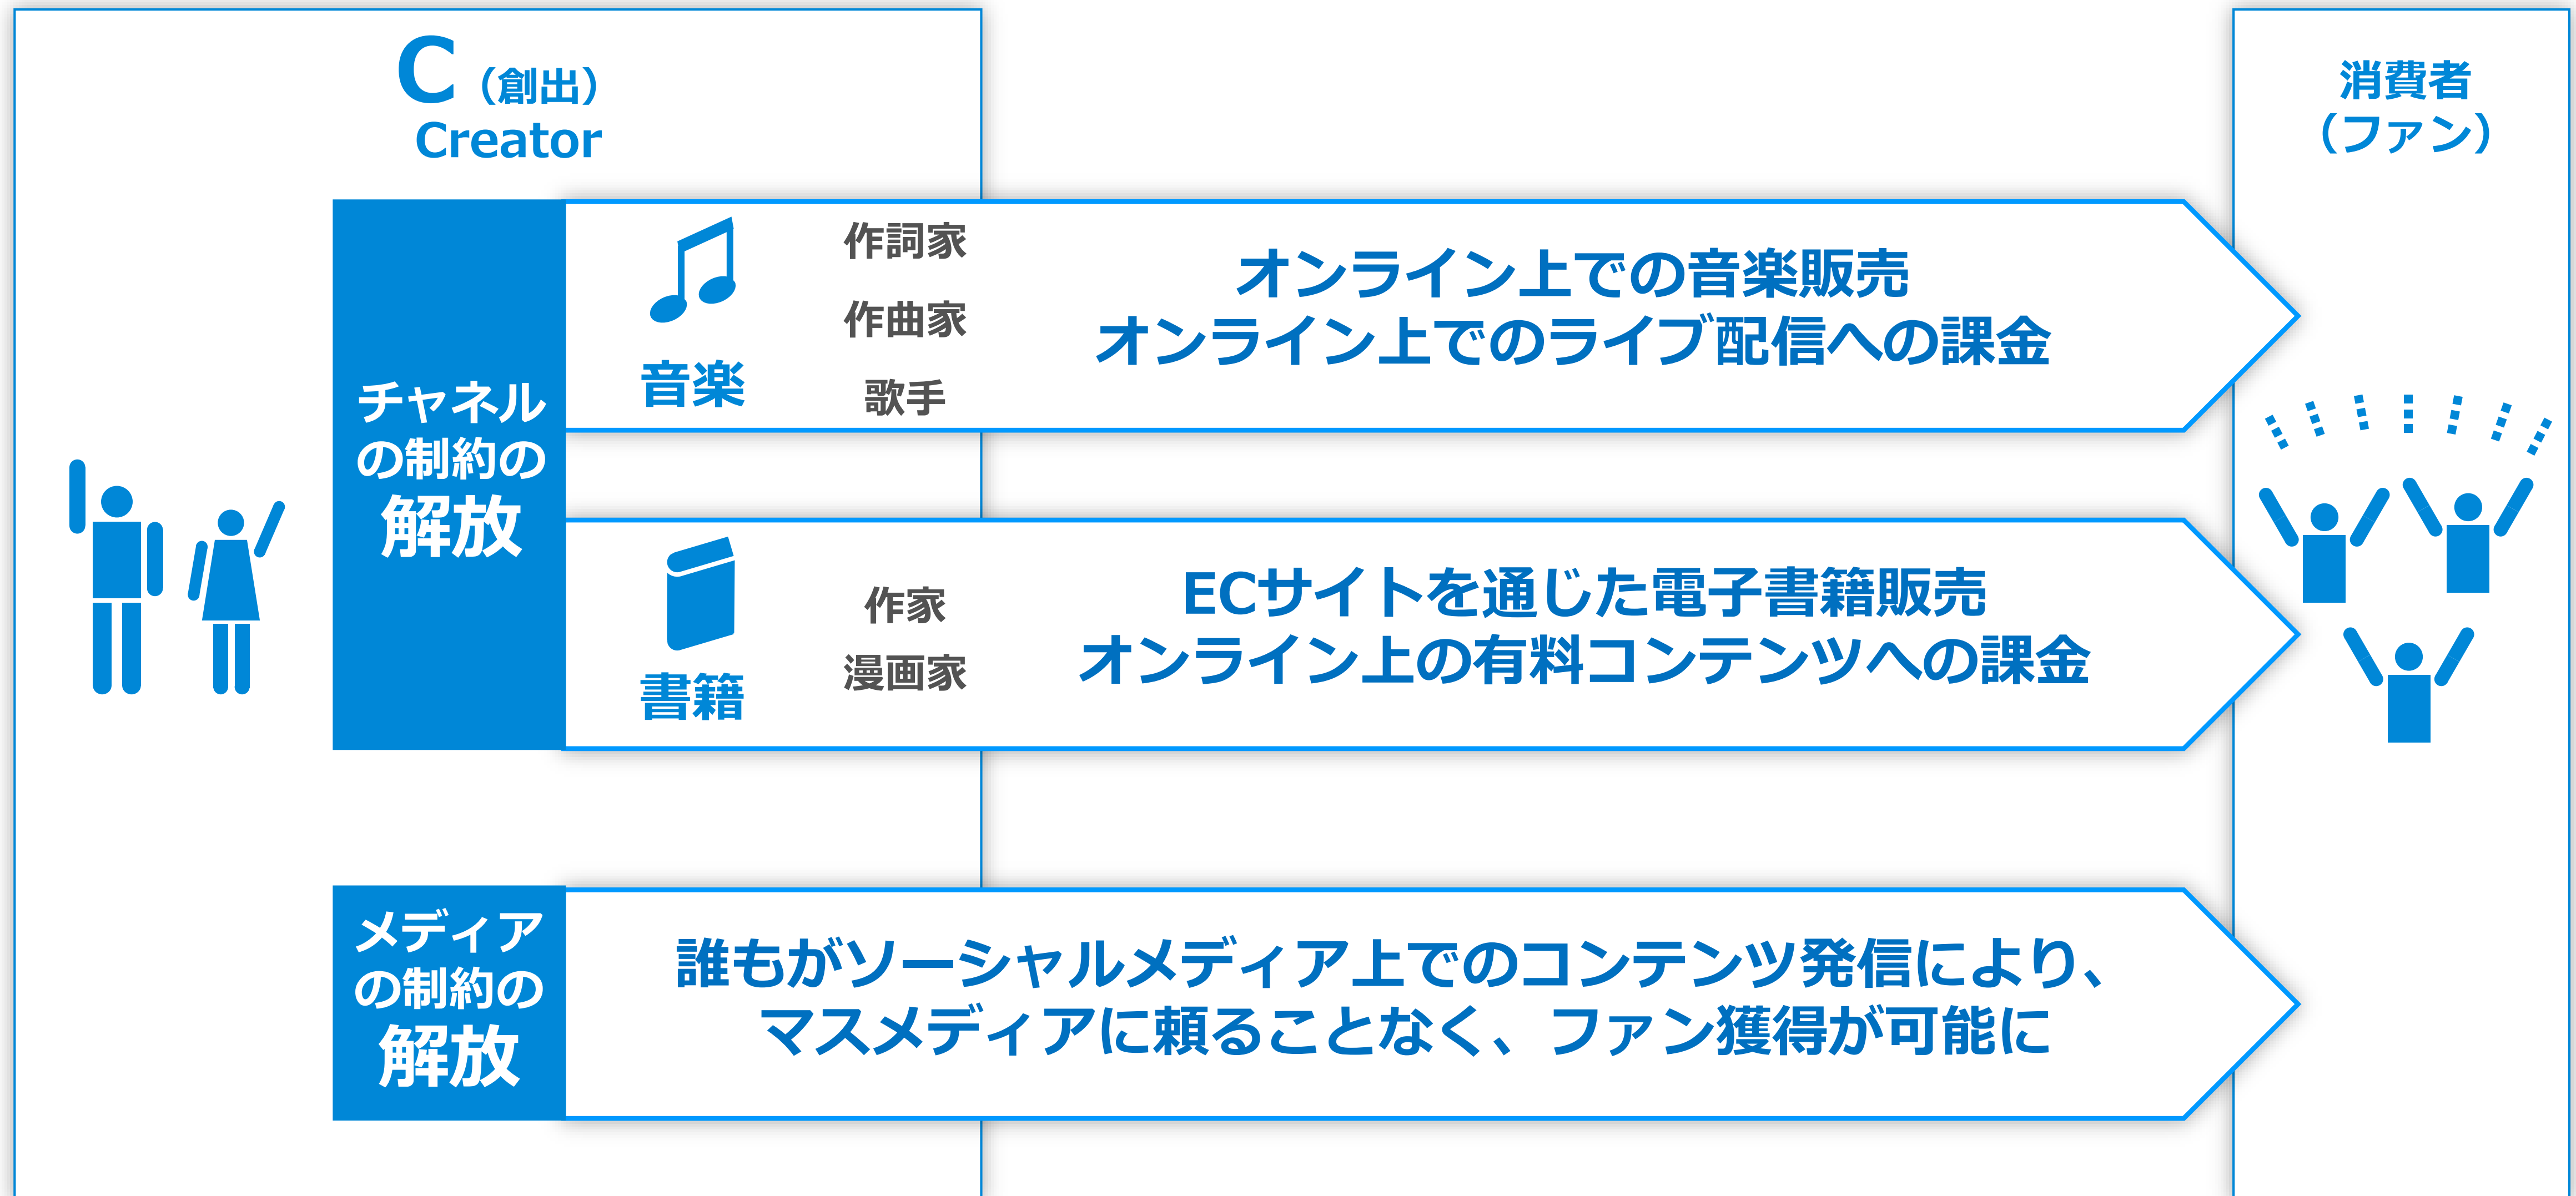 C（創出）
Creator
消費者
（ファン）
チャネル
の制約の
解放
音楽
作詞家
作曲家
歌手
オンライン上での音楽販売
オンライン上でのライブ配信への課金
書籍
作家
漫画家
ECサイトを通じた電子書籍販売
オンライン上の有料コンテンツへの課金
メディア
の制約の
解放
誰もがソーシャルメディア上でのコンテンツ発信により、
マスメディアに頼ることなく、ファン獲得が可能に